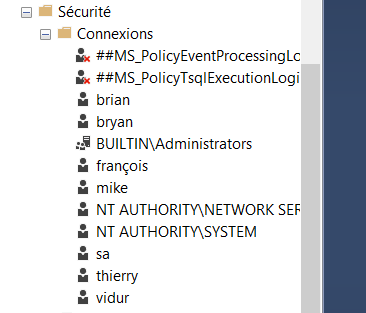 Sécurité
Connexions
##MS_PolicyEventProcessingLo
##MS_PolicyTsqlExecutionLogi
brian
bryan
BUILTIN\Administrators
françois
mike
NT AUTHORITY\NETWORK SER
NT AUTHORITY\SYSTEM
sa
thierry
vidur